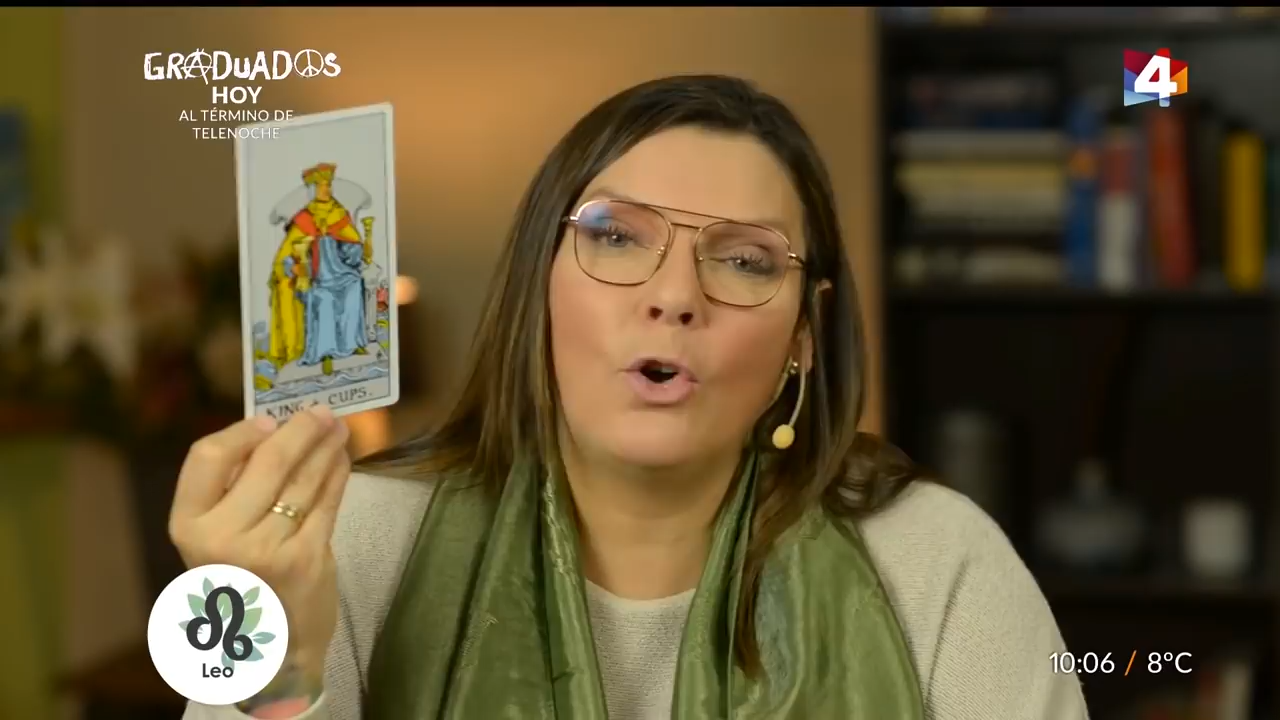 GRADUADOS
HOY
AL TÉRMINO DE
TELENOCHE
4
KING of CUPS.
Leo
10:06 / 8°C